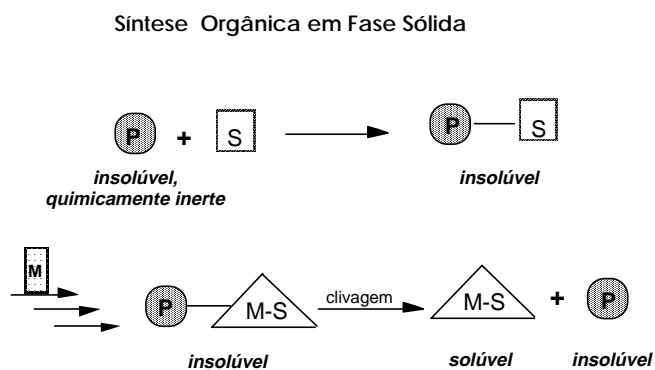 Síntese Orgânica em Fase Sólida
P + S P S
insolúvel,
quimicamente inerte
insolúvel
M
P M-S clivagem M-S + P
insolúvel solúvel insolúvel